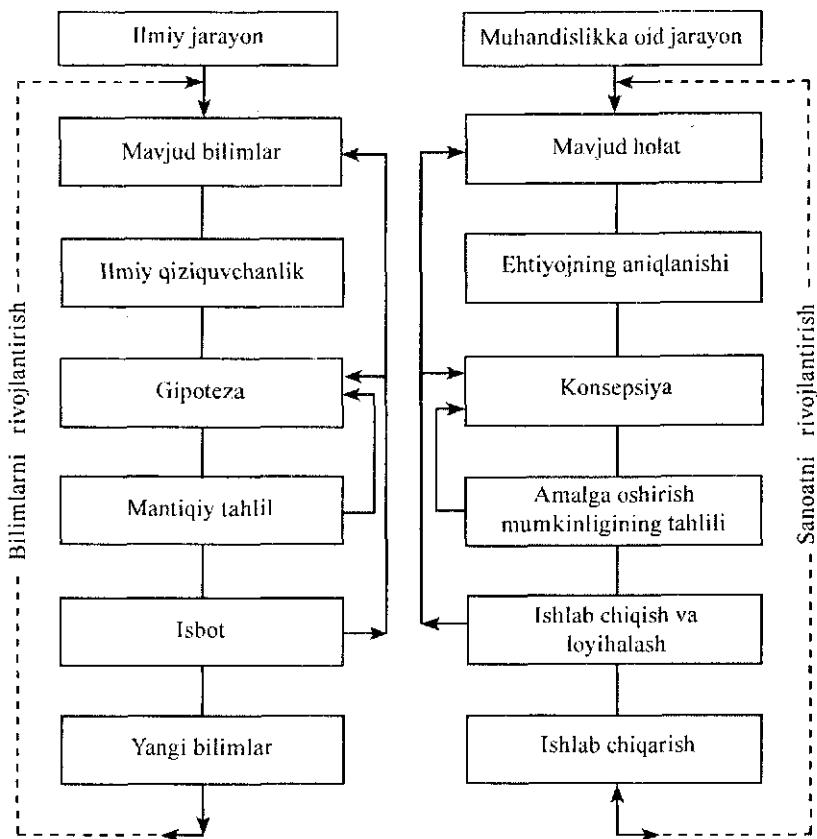 Ilmiy jarayon
Mavjud bilimlar
Ilmiy qiziquvchanlik
Gipoteza
Mantiqiy tahlil
Isbot
Yangi bilimlar
Bilimlarni rivojlantirish
Muhandislikka oid jarayon
Mavjud holat
Ehtiyojning aniqlanishi
Konsepsiya
Amalga oshirish
mumkinligining tahlili
Ishlab chiqish va
loyihalash
Ishlab chiqarish
Sanoatni rivojlantirish